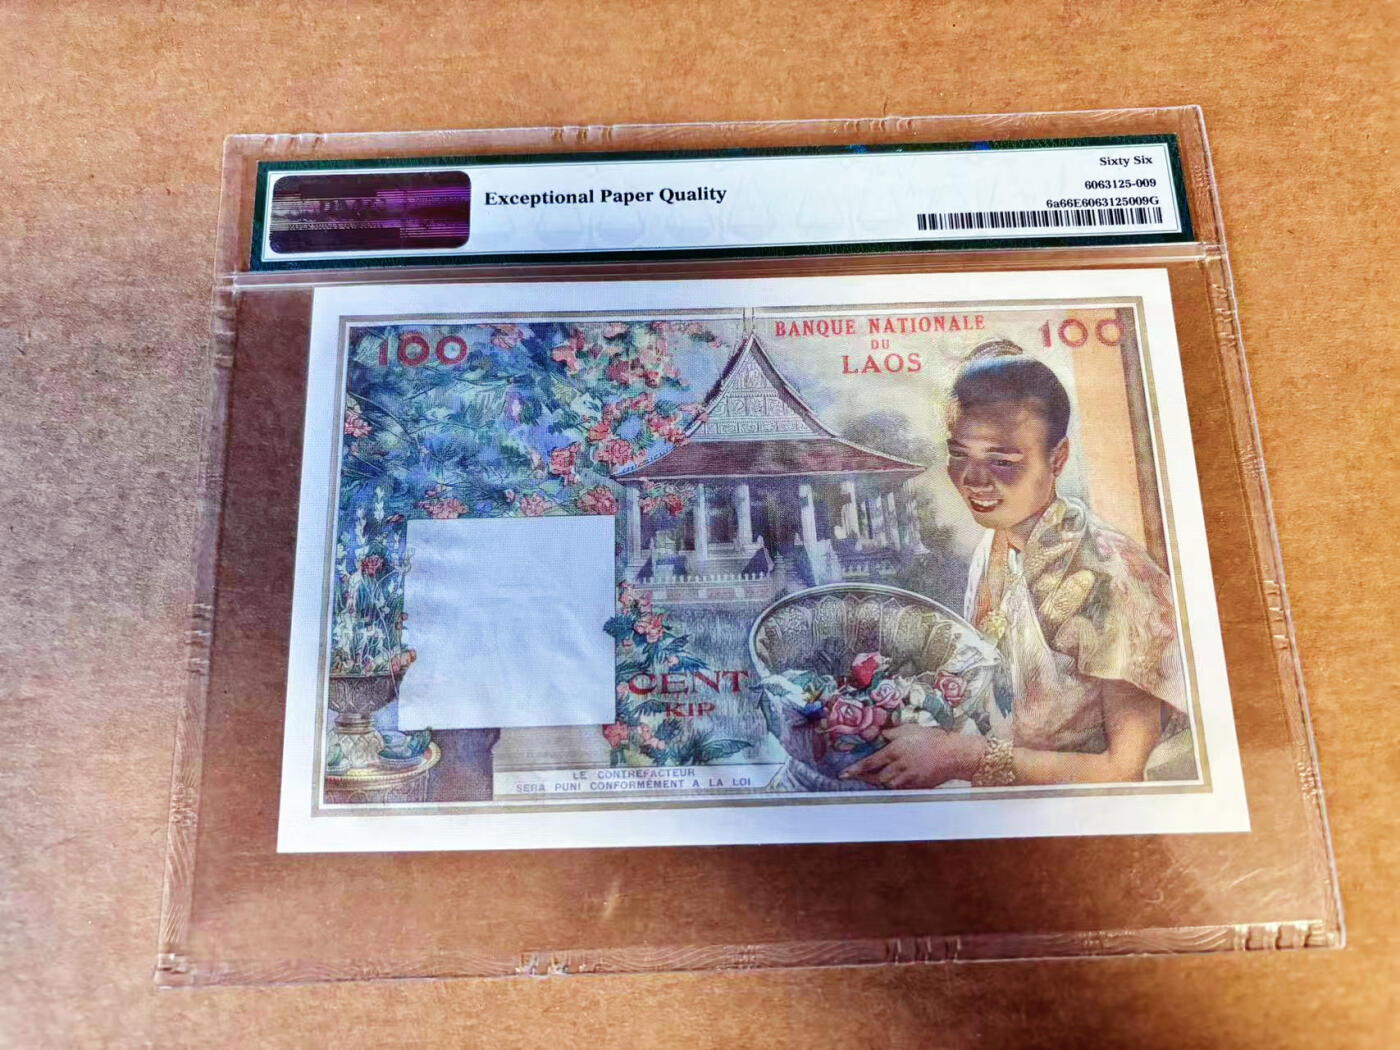 Exceptional Paper Quality
Sixty Six
6063125-009
6a66E6063125009G
100
BANQUE NATIONALE
DU
LAOS
100
CENT
KIP
LE CONTREFACTEUR
SERA PUNI CONFORMÉMENT A LA LOI